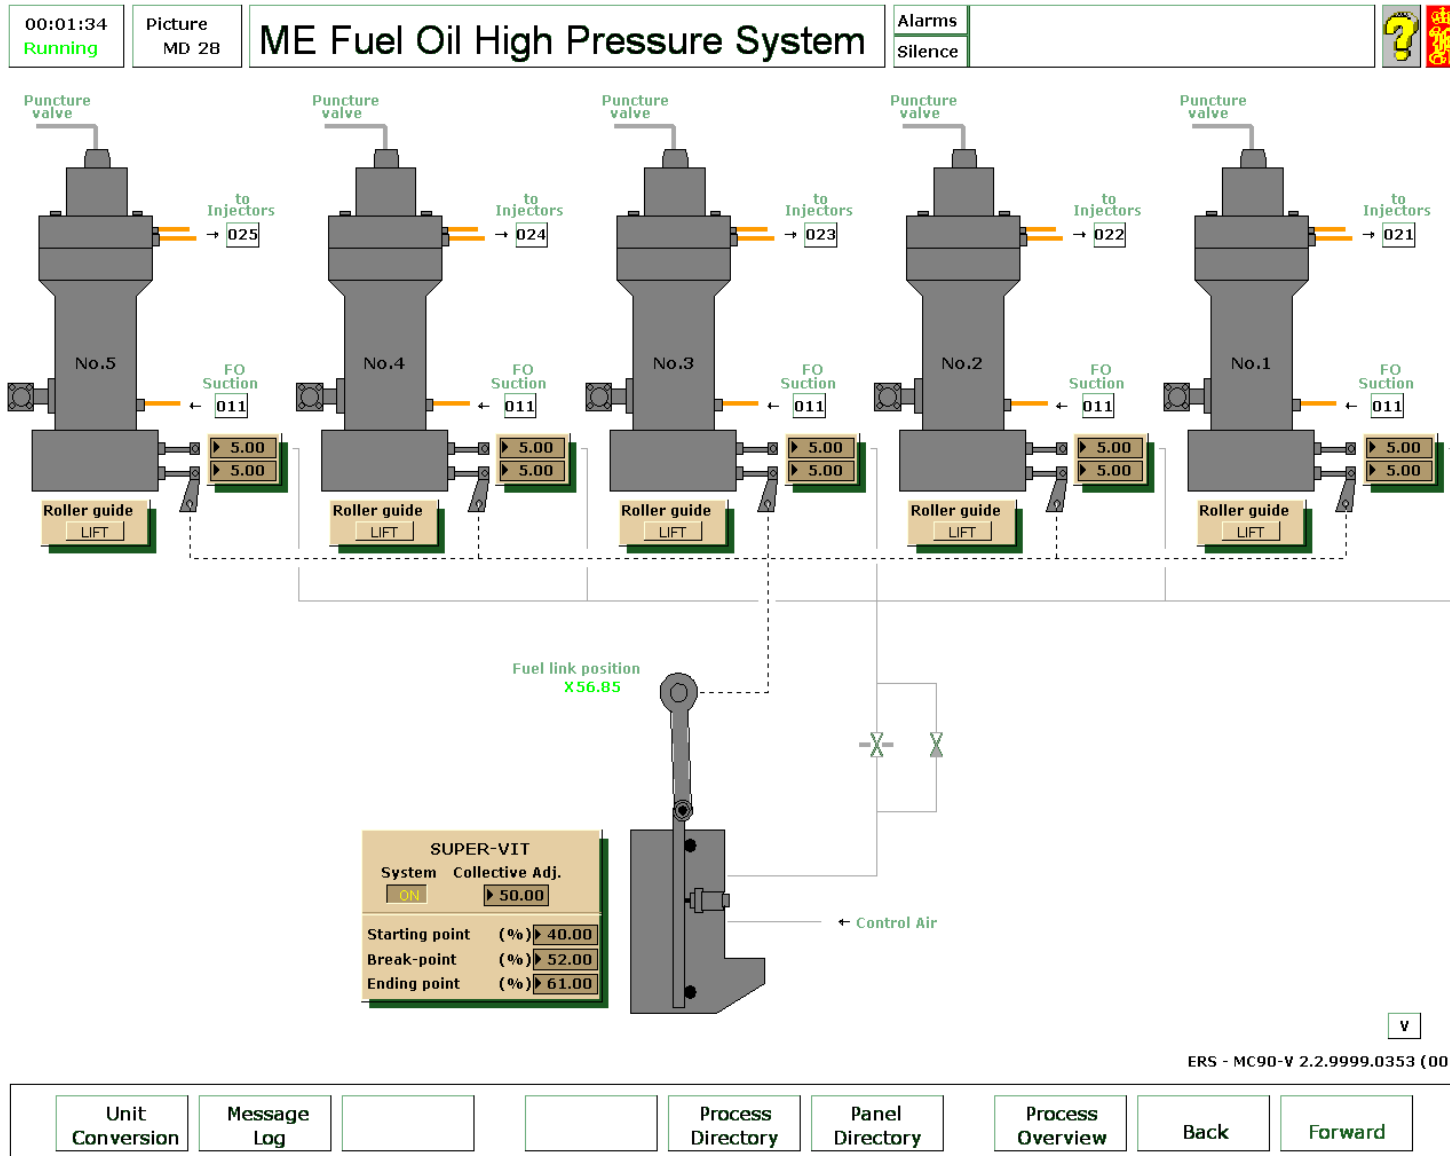 00:01:34
Running
Picture
MD 28
ME Fuel Oil High Pressure System
Alarms
Silence
?
Puncture
valve
Puncture
valve
Puncture
valve
Puncture
valve
Puncture
valve
to
Injectors
025
to
Injectors
024
to
Injectors
023
to
Injectors
022
to
Injectors
021
No.5
No.4
No.3
No.2
No.1
FO
Suction
011
FO
Suction
011
FO
Suction
011
FO
Suction
011
FO
Suction
011
5.00
5.00
5.00
5.00
5.00
5.00
5.00
5.00
5.00
5.00
Roller guide
LIFT
Roller guide
LIFT
Roller guide
LIFT
Roller guide
LIFT
Roller guide
LIFT
Fuel link position
X56.85
SUPER-VIT
System Collective Adj.
ON 50.00
Starting point (%) 40.00
Break-point (%) 52.00
Ending point (%) 61.00
Control Air
V
ERS - MC90-V 2.2.9999.0353 (00
Unit
Conversion
Message
Log
Process
Directory
Panel
Directory
Process
Overview
Back
Forward